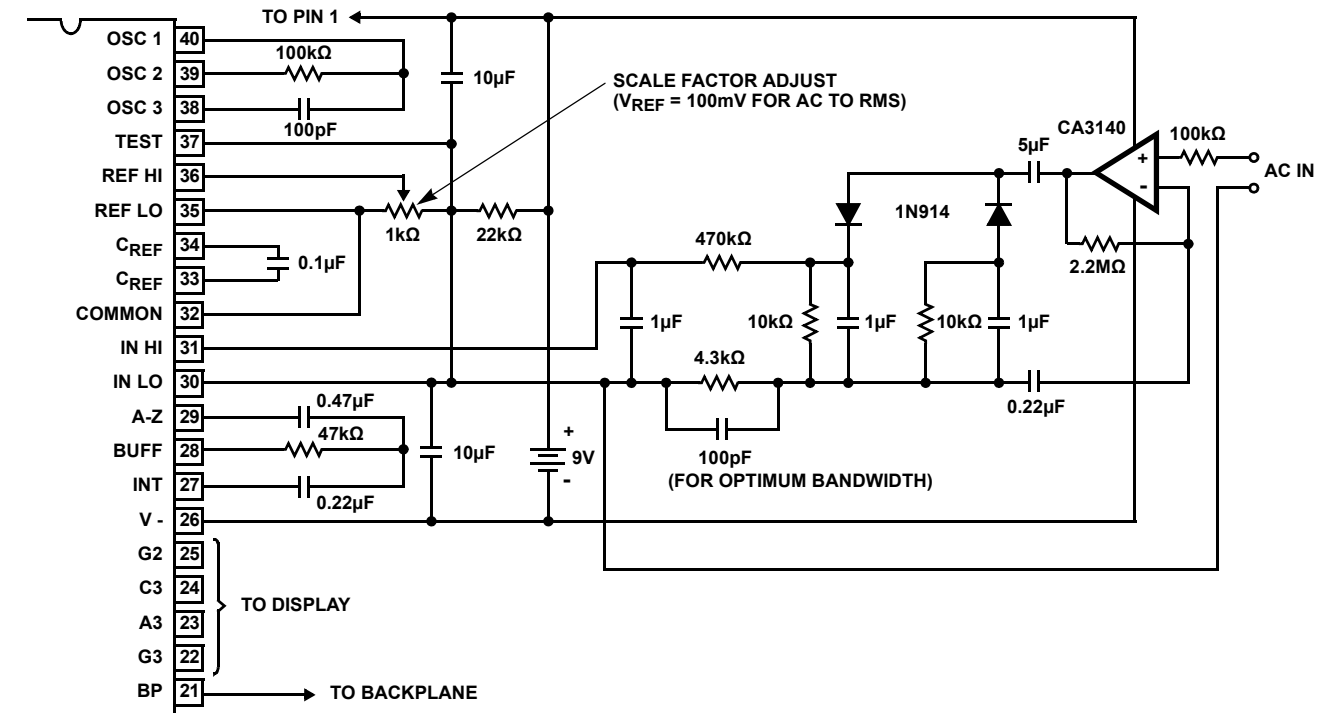 TO PIN 1
OSC 1 40
100kΩ
OSC 2 39
10µF
SCALE FACTOR ADJUST
(VREF = 100mV FOR AC TO RMS)
OSC 3 38
100pF
TEST 37
CA3140
100kΩ
5µF
+
-
AC IN
REF HI 36
REF LO 35
1kΩ
22kΩ
1N914
2.2MΩ
CREF 34
0.1µF
CREF 33
470kΩ
COMMON 32
1µF
10kΩ
1µF
10kΩ
1µF
IN HI 31
4.3kΩ
IN LO 30
0.22µF
0.47µF
A-Z 29
47kΩ
BUFF 28
10µF
+
9V
-
100pF
(FOR OPTIMUM BANDWIDTH)
INT 27
0.22µF
V - 26
G2 25
C3 24
TO DISPLAY
A3 23
G3 22
BP 21
TO BACKPLANE